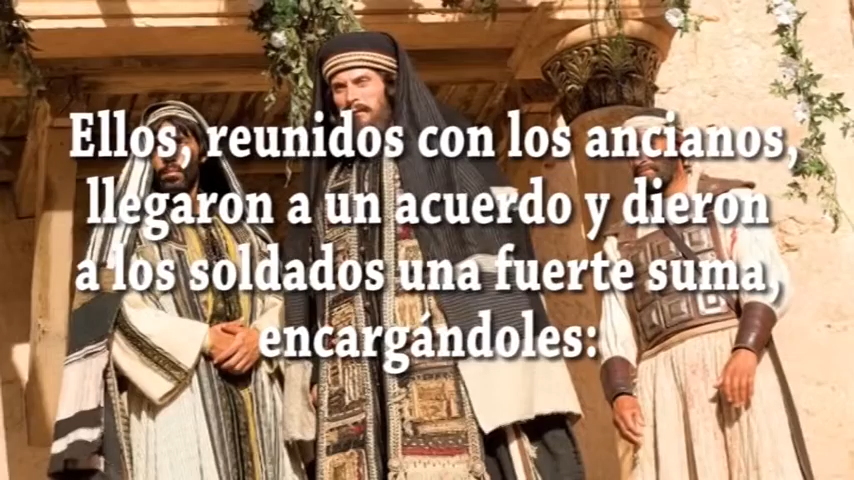 Ellos, reunidos con los ancianos,
llegaron a un acuerdo y dieron
a los soldados una fuerte suma,
encargándoles: